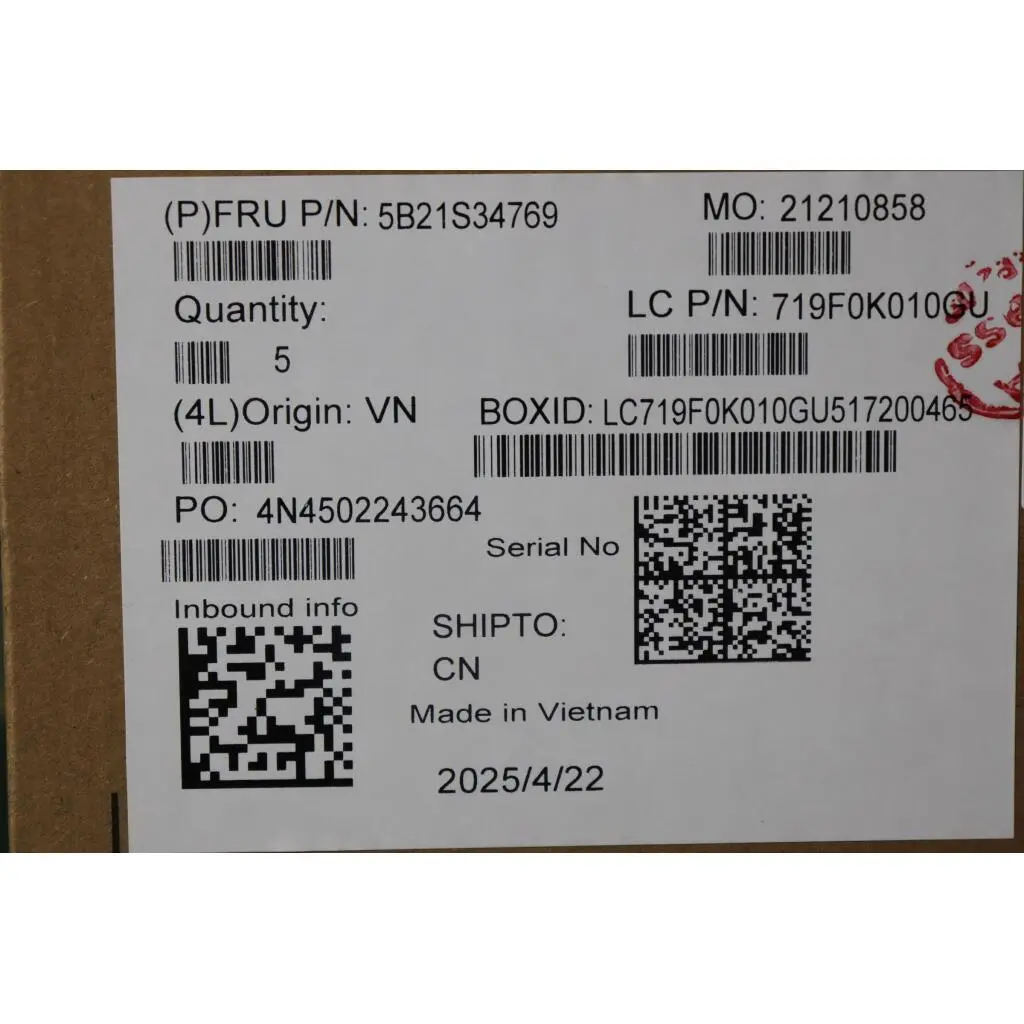 (P)FRU P/N: 5B21S34769
MO: 21210858
Quantity:
5
LC P/N: 719F0K010GU
(4L)Origin: VN
BOXID: LC719F0K010GU517200465
PO: 4N4502243664
Serial No
Inbound info
SHIPTO:
CN
Made in Vietnam
2025/4/22